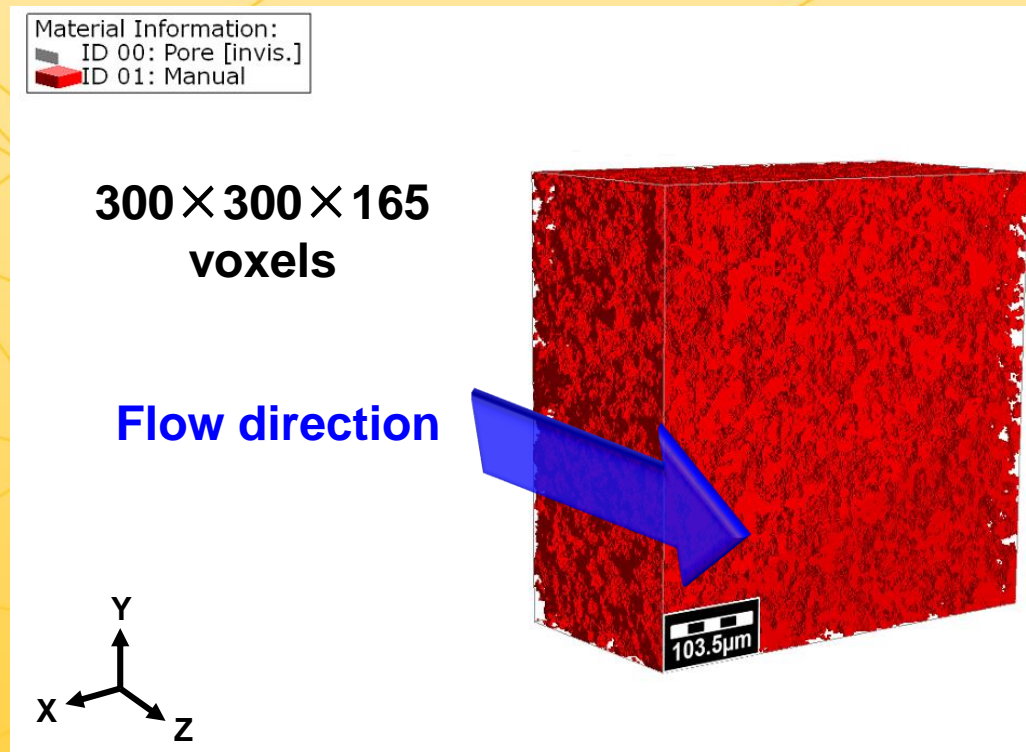 Material Information:
ID 00: Pore [invis.]
ID 01: Manual
300×300×165
voxels
Flow direction
103.5µm
Y
X
Z